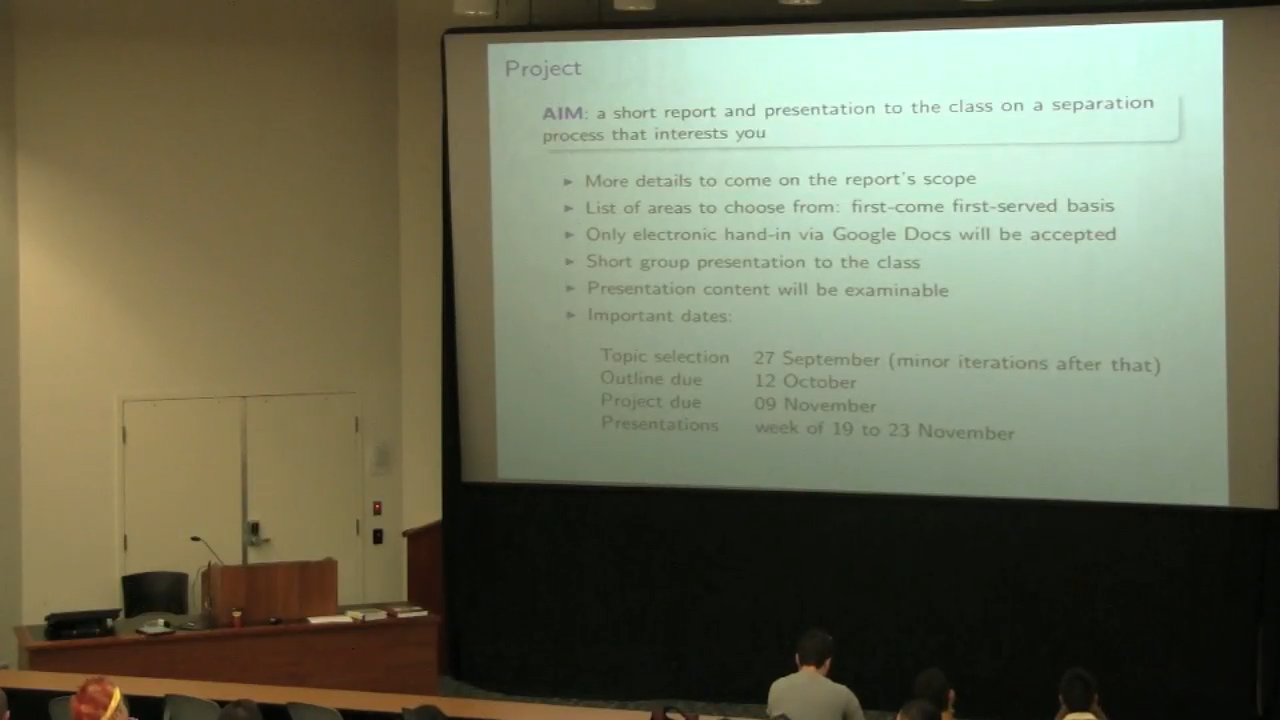 Project
AIM: a short report and presentation to the class on a separation
process that interests you
► More details to come on the report's scope
► List of areas to choose from: first-come first-served basis
► Only electronic hand-in via Google Docs will be accepted
► Short group presentation to the class
► Presentation content will be examinable
► Important dates:
Topic selection 27 September (minor iterations after that)
Outline due 12 October
Project due 09 November
Presentations week of 19 to 23 November